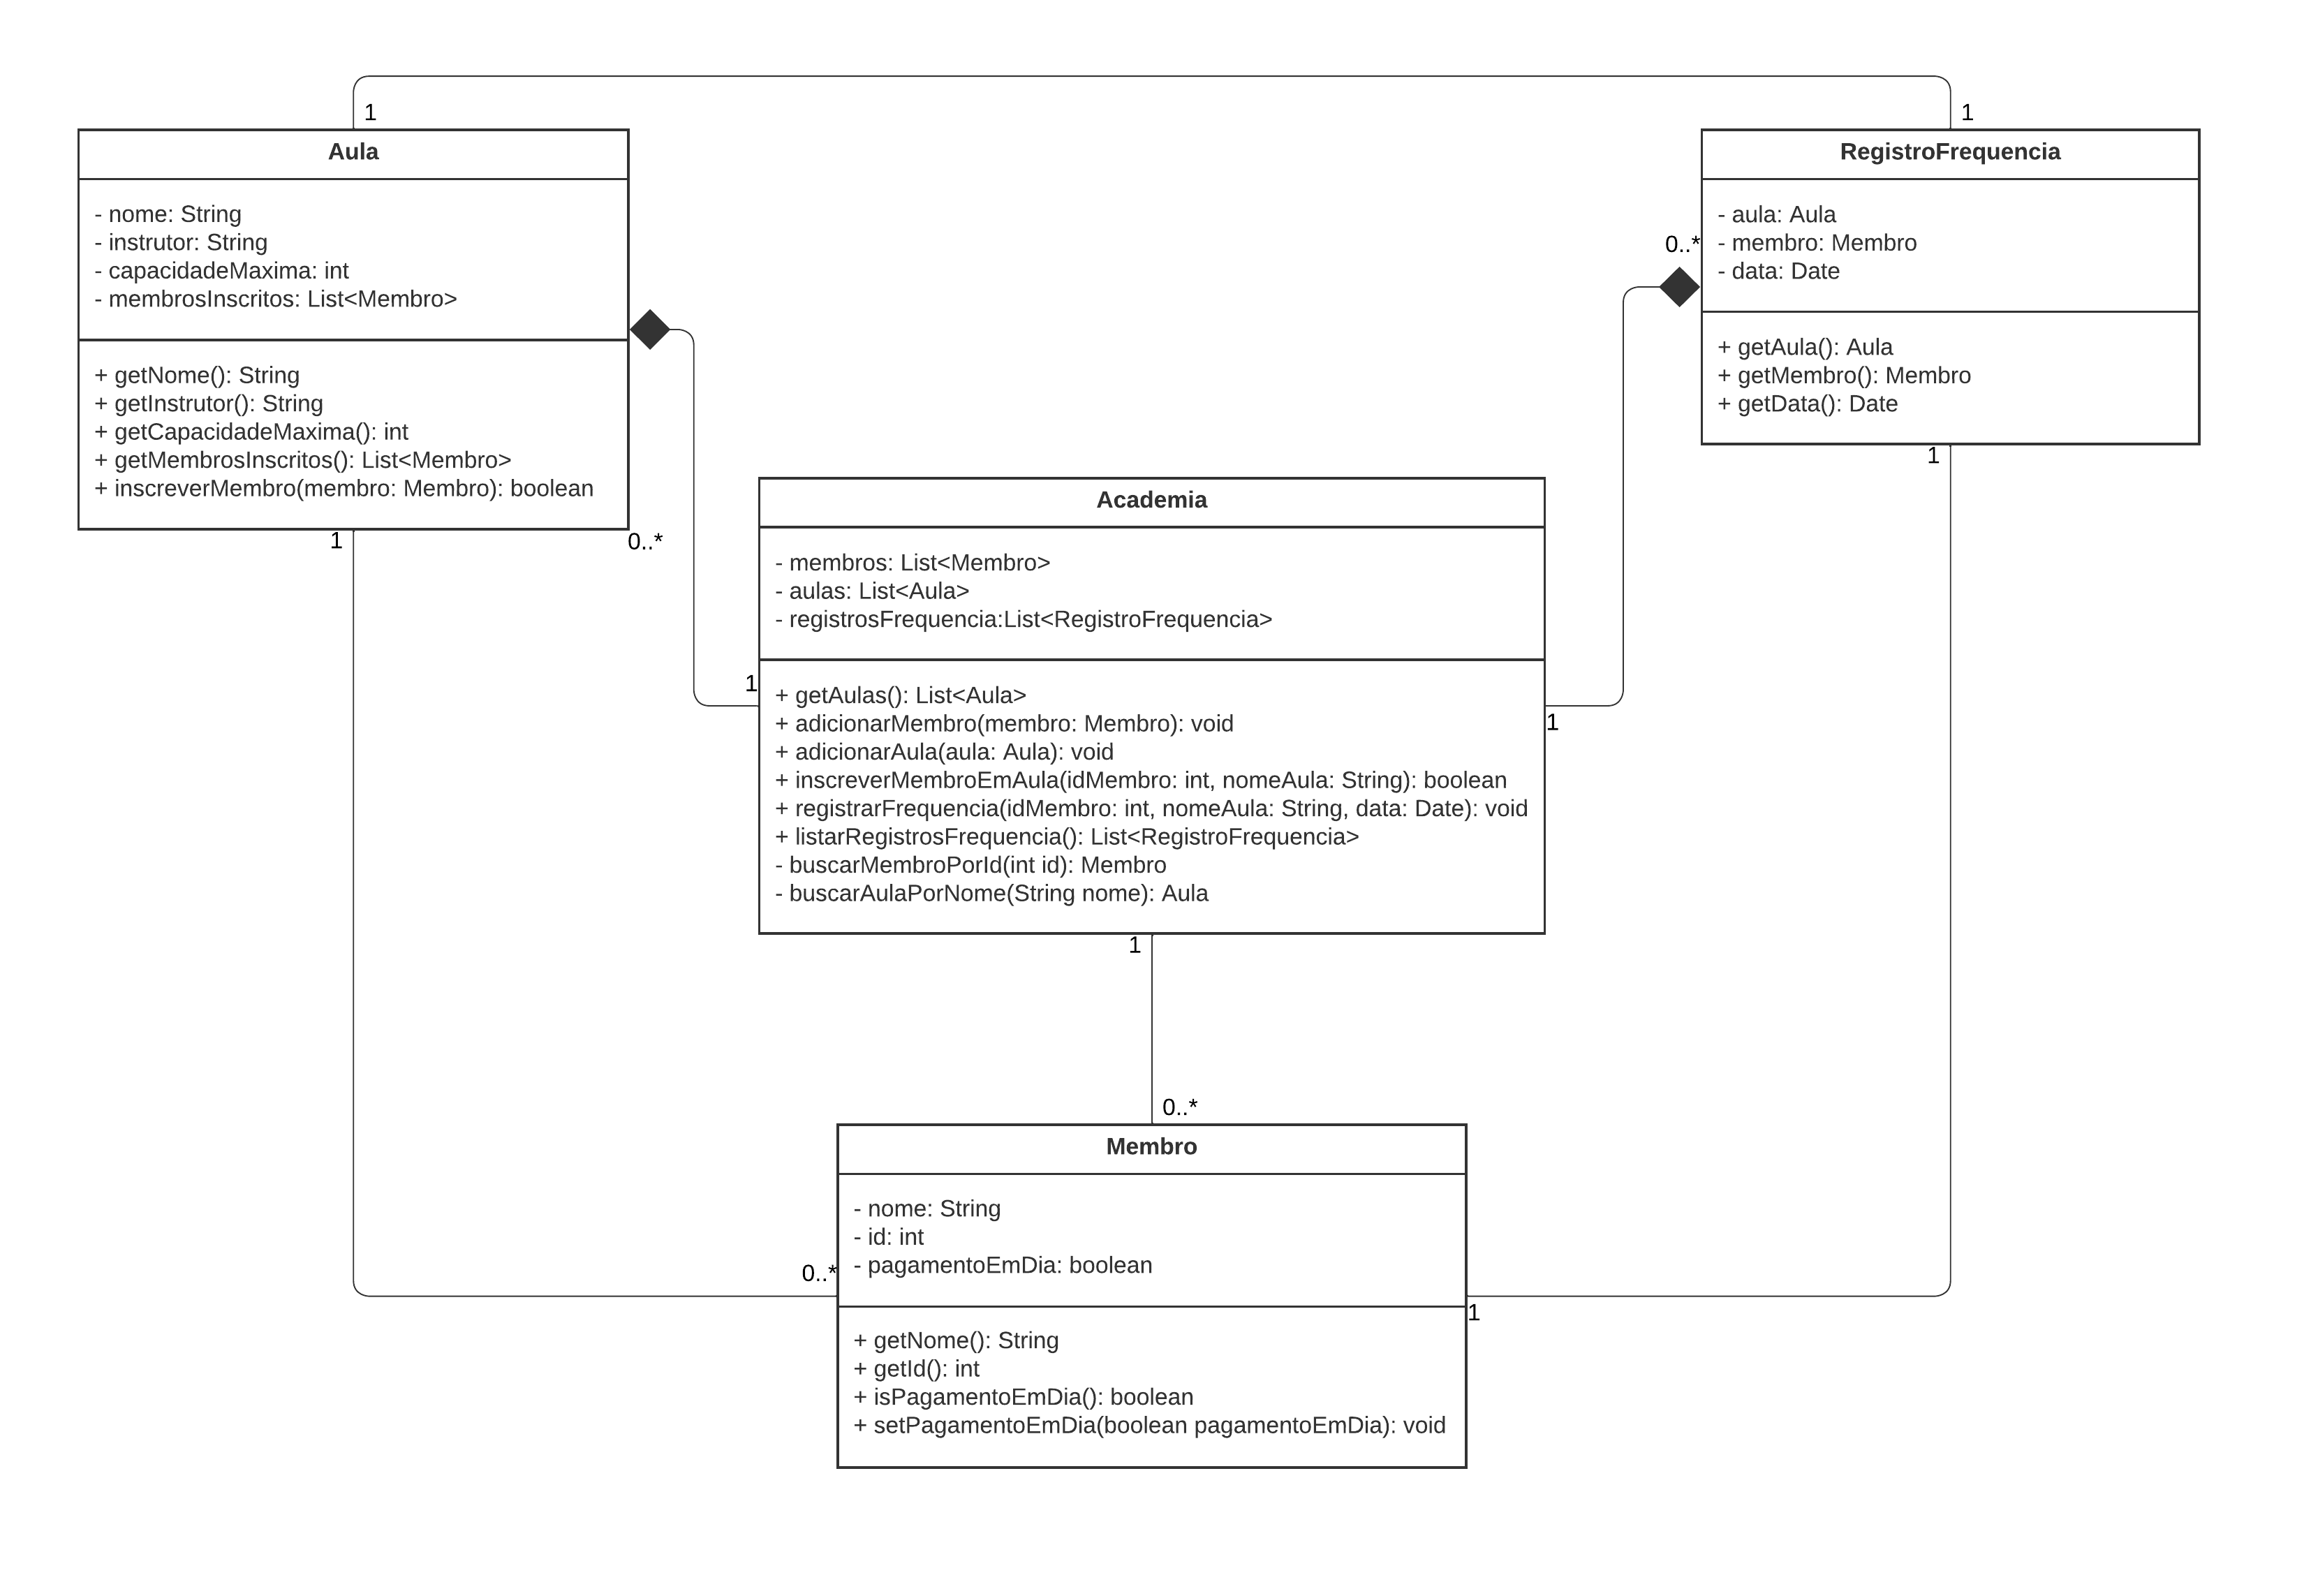 1
1
Aula
- nome: String
- instrutor: String
- capacidadeMaxima: int
- membrosInscritos: List<Membro>
+ getNome(): String
+ getInstrutor(): String
+ getCapacidadeMaxima(): int
+ getMembrosInscritos(): List<Membro>
+ inscreverMembro(membro: Membro): boolean
1
0..*
RegistroFrequencia
0..*
- aula: Aula
- membro: Membro
- data: Date
+ getAula(): Aula
+ getMembro(): Membro
+ getData(): Date
1
Academia
- membros: List<Membro>
- aulas: List<Aula>
- registrosFrequencia:List<RegistroFrequencia>
1
+ getAulas(): List<Aula>
+ adicionarMembro(membro: Membro): void
+ adicionarAula(aula: Aula): void
+ inscreverMembroEmAula(idMembro: int, nomeAula: String): boolean
+ registrarFrequencia(idMembro: int, nomeAula: String, data: Date): void
+ listarRegistrosFrequencia(): List<RegistroFrequencia>
- buscarMembroPorId(int id): Membro
- buscarAulaPorNome(String nome): Aula
1
1
0..*
Membro
- nome: String
- id: int
- pagamentoEmDia: boolean
0..*
1
+ getNome(): String
+ getId(): int
+ isPagamentoEmDia(): boolean
+ setPagamentoEmDia(boolean pagamentoEmDia): void